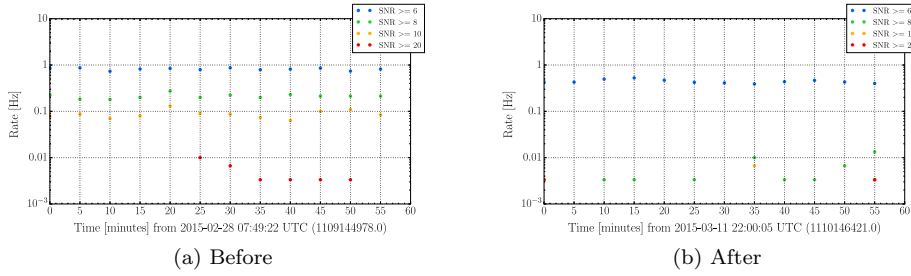 SNR >= 6
SNR >= 8
SNR >= 10
SNR >= 20
10
1
0.1
0.01
10⁻³
Rate [Hz]
0 5 10 15 20 25 30 35 40 45 50 55 60
Time [minutes] from 2015-02-28 07:49:22 UTC (1109144978.0)
(a) Before
SNR >= 6
SNR >= 8
SNR >= 1
SNR >= 2
10
1
0.1
0.01
10⁻³
Rate [Hz]
0 5 10 15 20 25 30 35 40 45 50 55 60
Time [minutes] from 2015-03-11 22:00:05 UTC (1110146421.0)
(b) After